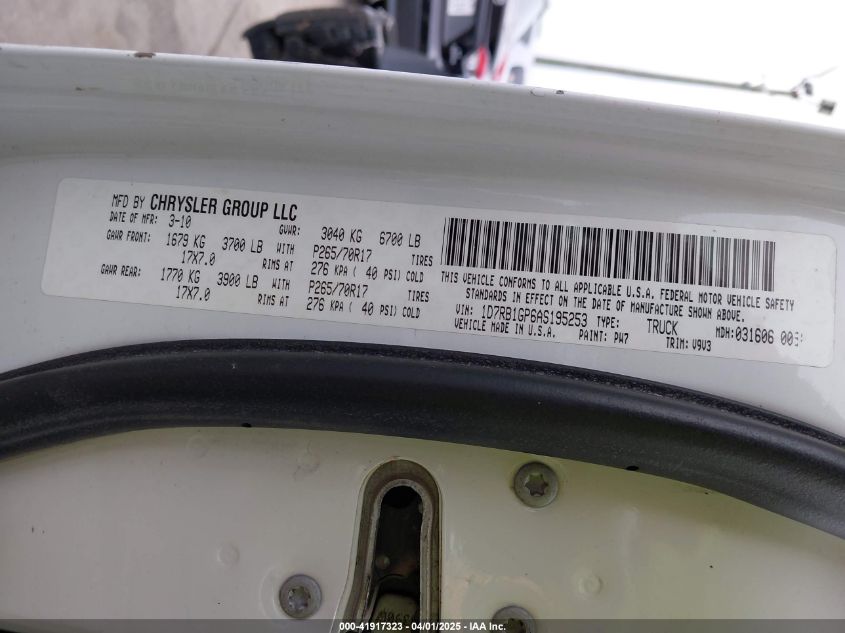 MFD BY CHRYSLER GROUP LLC
DATE OF MFR: 3-10 GVWR: 3040 KG 6700 LB
GAWR FRONT: 1679 KG 3700 LB WITH P265/70R17 TIRES
17X7.0 RIMS AT 276 KPA ( 40 PSI) COLD
GAWR REAR: 1770 KG 3900 LB WITH P265/70R17 TIRES
17X7.0 RIMS AT 276 KPA ( 40 PSI) COLD
THIS VEHICLE CONFORMS TO ALL APPLICABLE U.S.A. FEDERAL MOTOR VEHICLE SAFETY
STANDARDS IN EFFECT ON THE DATE OF MANUFACTURE SHOWN ABOVE.
VIN: 1D7RB1GP6AS195253 TYPE: TRUCK MDH: 031606
VEHICLE MADE IN U.S.A. PAINT: PW7 TRIM: V9V3
000-41917323 - 04/01/2025 - IAA Inc.